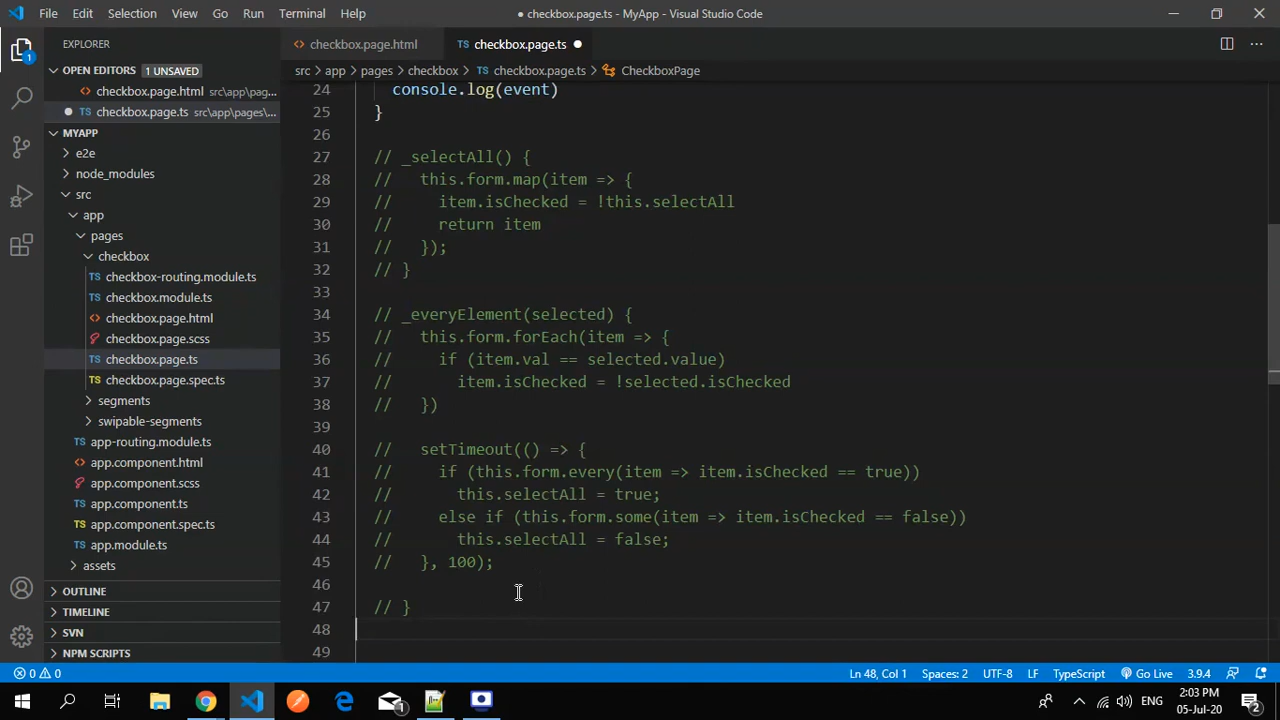 File Edit Selection View Go Run Terminal Help
● checkbox.page.ts - MyApp - Visual Studio Code
EXPLORER
OPEN EDITORS 1 UNSAVED
checkbox.page.html src\app\pag...
TS checkbox.page.ts src\app\pages\...
MYAPP
e2e
node_modules
src
app
pages
checkbox
TS checkbox-routing.module.ts
TS checkbox.module.ts
checkbox.page.html
checkbox.page.scss
TS checkbox.page.ts
TS checkbox.page.spec.ts
segments
swipable-segments
TS app-routing.module.ts
app.component.html
app.component.scss
TS app.component.ts
TS app.component.spec.ts
TS app.module.ts
assets
OUTLINE
TIMELINE
SVN
NPM SCRIPTS
checkbox.page.html
TS checkbox.page.ts ●
src > app > pages > checkbox > TS checkbox.page.ts > CheckboxPage
24 console.log(event)
25 }
26
27 // _selectAll() {
28 // this.form.map(item => {
29 // item.isChecked = !this.selectAll
30 // return item
31 // });
32 // }
33
34 // _everyElement(selected) {
35 // this.form.forEach(item => {
36 // if (item.val == selected.value)
37 // item.isChecked = !selected.isChecked
38 // })
39
40 // setTimeout(() => {
41 // if (this.form.every(item => item.isChecked == true))
42 // this.selectAll = true;
43 // else if (this.form.some(item => item.isChecked == false))
44 // this.selectAll = false;
45 // }, 100);
46
47 // }
48
49
0 0 Ln 48, Col 1 Spaces: 2 UTF-8 LF TypeScript Go Live 3.9.4
ENG 2:03 PM
05-Jul-20